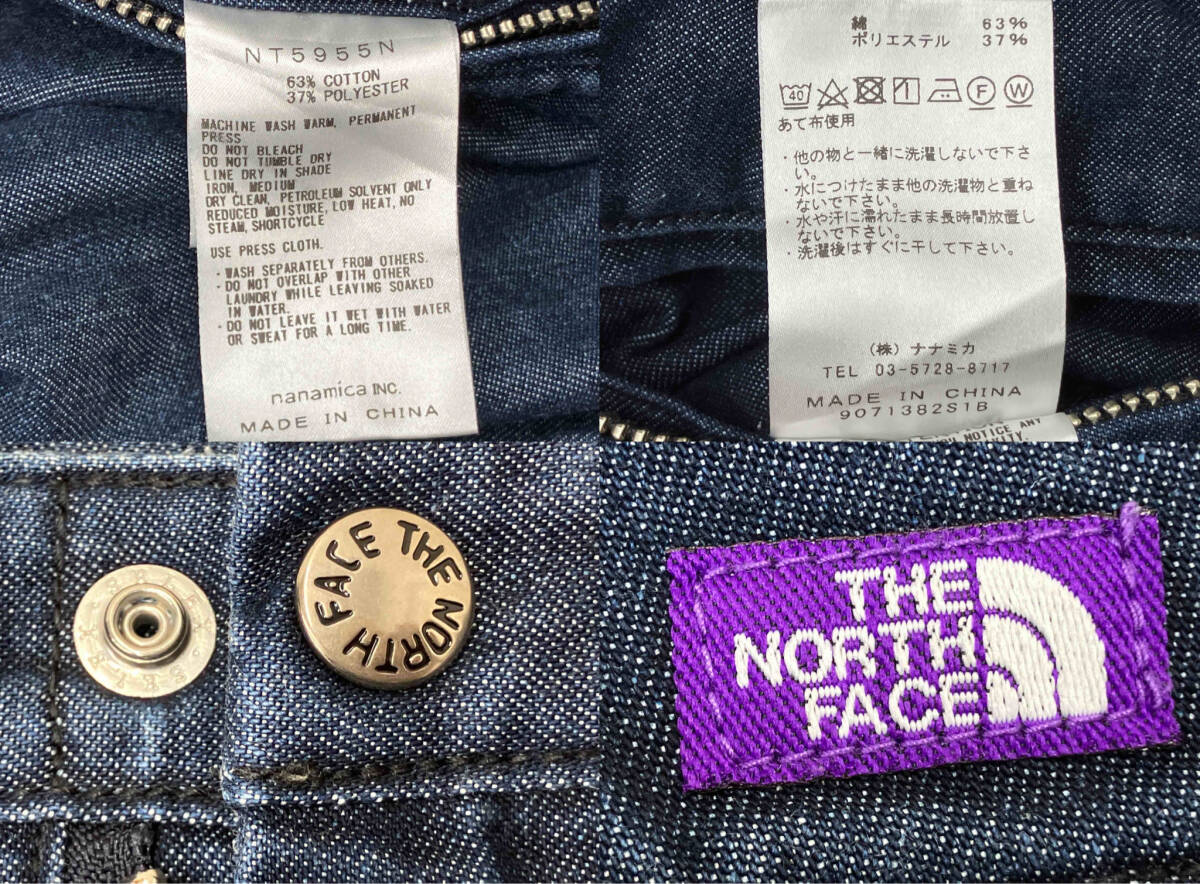 NT5955N
63% COTTON
37% POLYESTER
MACHINE WASH WARM, PERMANENT
PRESS
DO NOT BLEACH
DO NOT TUMBLE DRY
LINE DRY IN SHADE
IRON, MEDIUM
DRY CLEAN, PETROLEUM SOLVENT ONLY
REDUCED MOISTURE, LOW HEAT, NO
STEAM, SHORTCYCLE
USE PRESS CLOTH.
・WASH SEPARATELY FROM OTHERS.
・DO NOT OVERLAP WITH OTHER
LAUNDRY WHILE LEAVING SOAKED
IN WATER.
・DO NOT LEAVE IT WET WITH WATER
OR SWEAT FOR A LONG TIME.
nanamica INC.
MADE IN CHINA
綿 63%
ポリエステル 37%
40 F W
あて布使用
・他の物と一緒に洗濯しないで下さ
い。
・水につけたまま他の洗濯物と重ね
ないで下さい。
・水や汗に濡れたまま長時間放置し
ないで下さい。
・洗濯後はすぐに干して下さい。
(株) ナナミカ
TEL 03-5728-8717
MADE IN CHINA
9071382S1B
NOTICE ANY
THE NORTH FACE
THE
NORTH
FACE